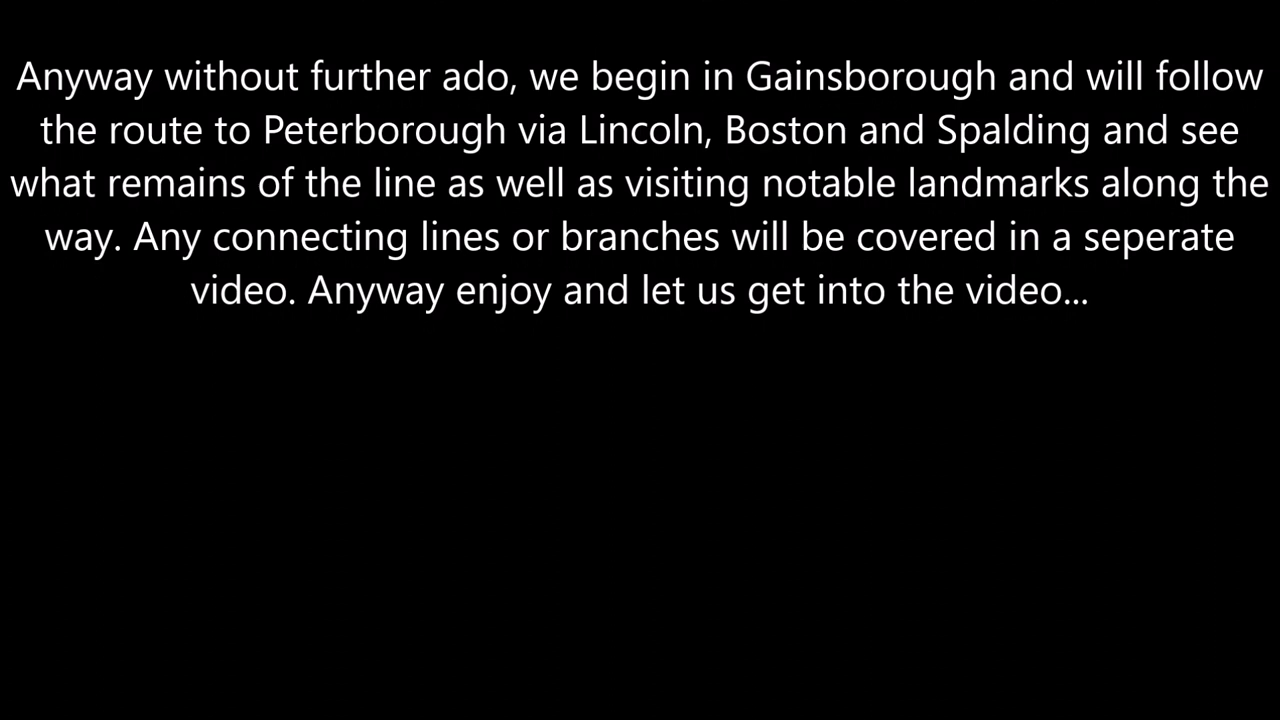 Anyway without further ado, we begin in Gainsborough and will follow
the route to Peterborough via Lincoln, Boston and Spalding and see
what remains of the line as well as visiting notable landmarks along the
way. Any connecting lines or branches will be covered in a seperate
video. Anyway enjoy and let us get into the video...